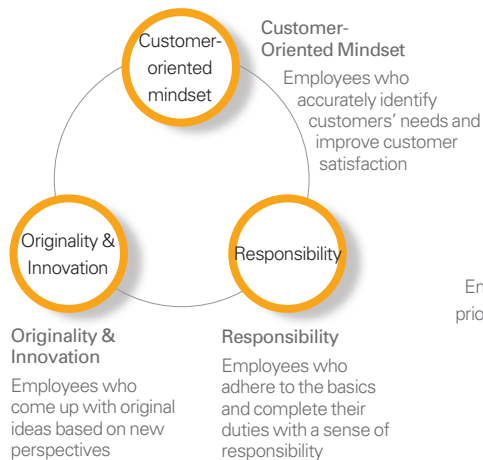 Customer-
oriented
mindset
Customer-
Oriented Mindset
Employees who
accurately identify
customers' needs and
improve customer
satisfaction
Originality &
Innovation
Responsibility
Originality &
Innovation
Employees who
come up with original
ideas based on new
perspectives
Responsibility
Employees who
adhere to the basics
and complete their
duties with a sense of
responsibility